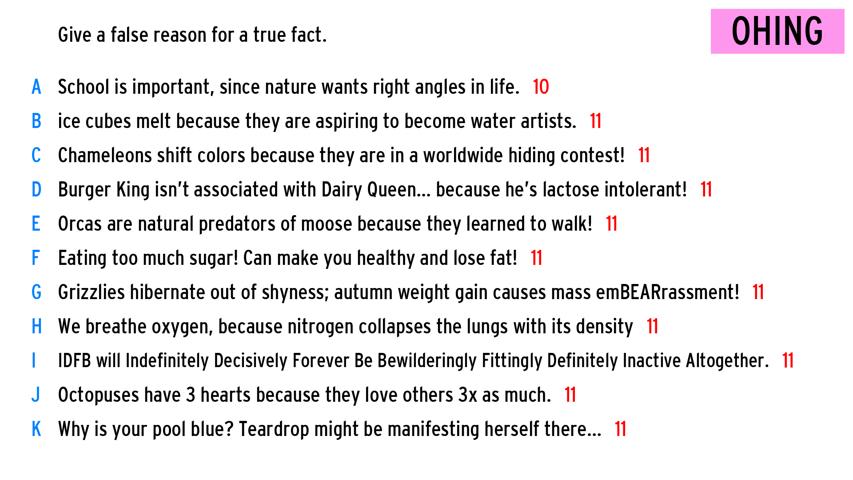 Give a false reason for a true fact.
OHING
A School is important, since nature wants right angles in life. 10
B ice cubes melt because they are aspiring to become water artists. 11
C Chameleons shift colors because they are in a worldwide hiding contest! 11
D Burger King isn't associated with Dairy Queen... because he's lactose intolerant! 11
E Orcas are natural predators of moose because they learned to walk! 11
F Eating too much sugar! Can make you healthy and lose fat! 11
G Grizzlies hibernate out of shyness; autumn weight gain causes mass emBEARrassment! 11
H We breathe oxygen, because nitrogen collapses the lungs with its density 11
I IDFB will Indefinitely Decisively Forever Be Bewilderingly Fittingly Definitely Inactive Altogether. 11
J Octopuses have 3 hearts because they love others 3x as much. 11
K Why is your pool blue? Teardrop might be manifesting herself there... 11